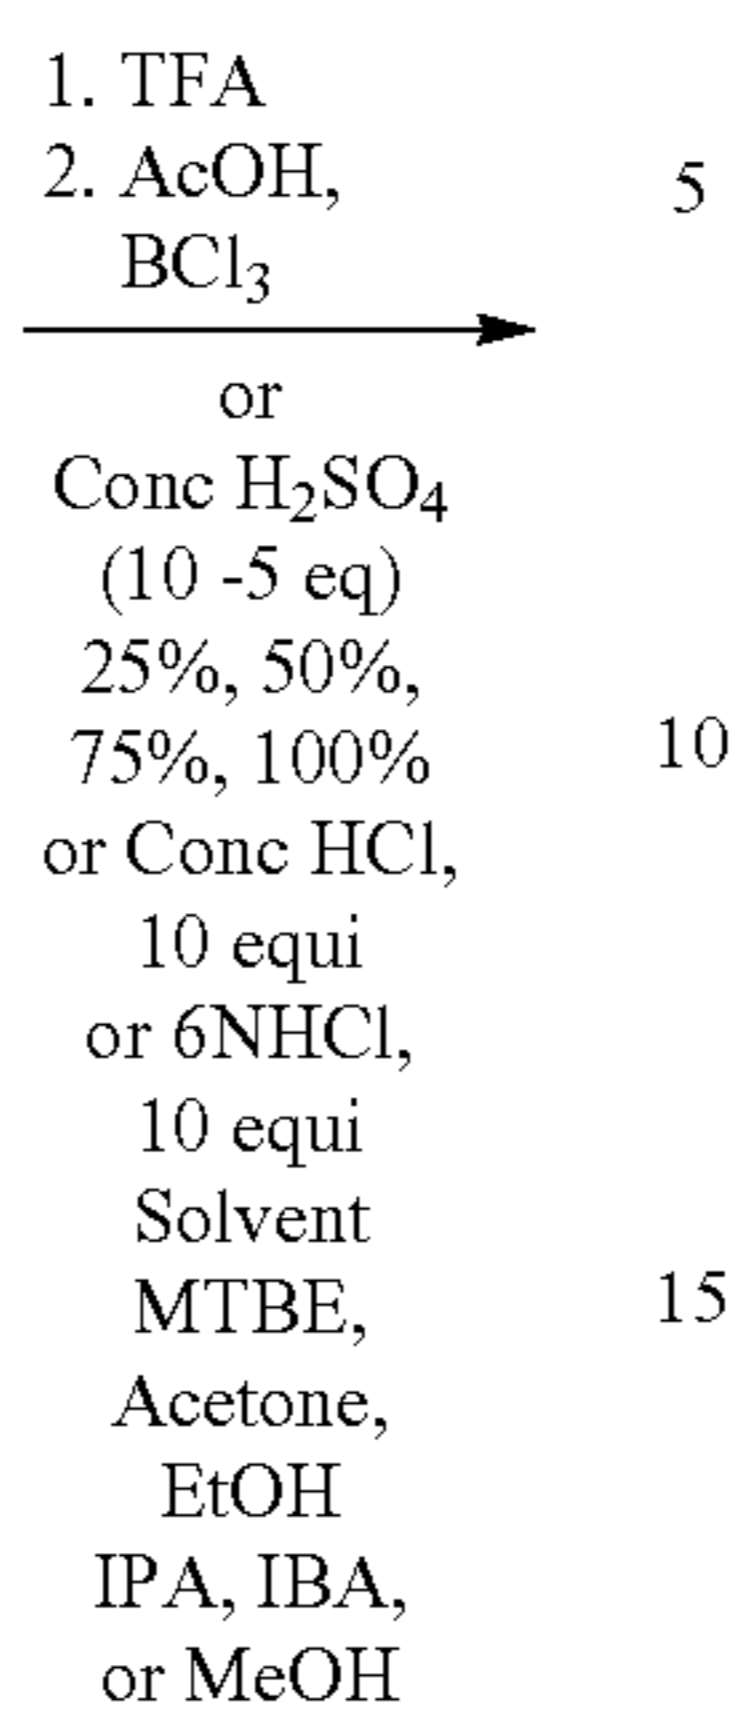 1. TFA
2. AcOH,
5
BCl3
or
Conc H2SO4
(10 -5 eq)
25%, 50%,
75%, 100%
10
or Conc HCl,
10 equi
or 6NHCl,
10 equi
Solvent
MTBE,
15
Acetone,
EtOH
IPA, IBA,
or MeOH